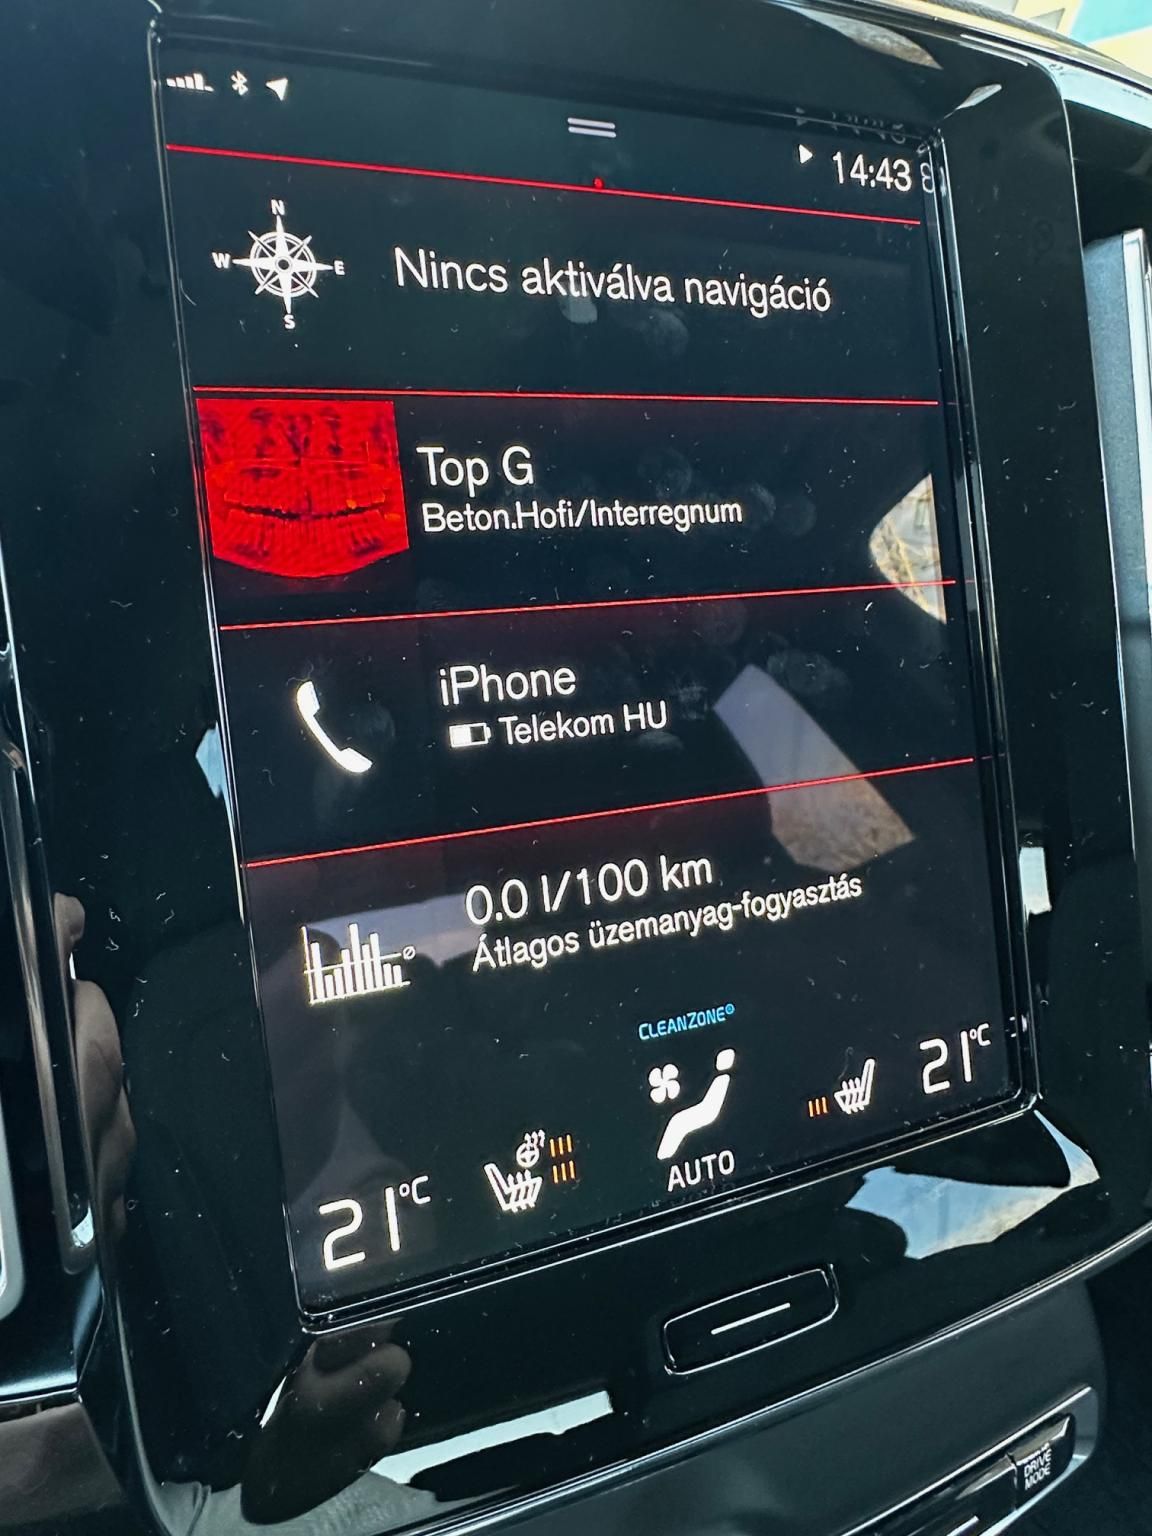 14:43
N
W E
S
Nincs aktiválva navigáció
Top G
Beton.Hofi/Interregnum
iPhone
Telekom HU
0.0 l/100 km
Átlagos üzemanyag-fogyasztás
CLEANZONE®
21°C
AUTO
21°C
DRIVE
MODE